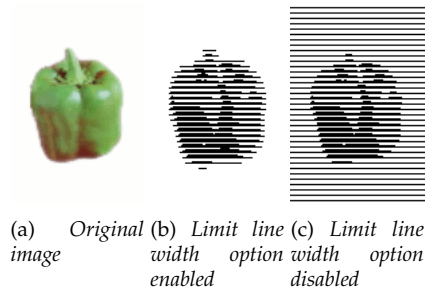 (a) Original image
(b) Limit line width option enabled
(c) Limit line width option disabled